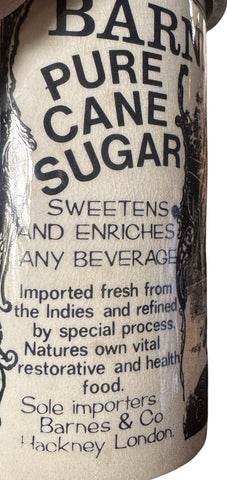 BARN
PURE
CANE
SUGAR
SWEETENS
AND ENRICHES
ANY BEVERAGE
Imported fresh from
the Indies and refined
by special process.
Natures own vital
restorative and health
food.
Sole importers
Barnes & Co
Hackney London.